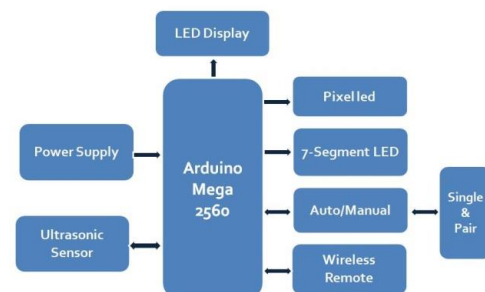 LED Display
Pixel led
Power Supply
7-Segment LED
Arduino
Mega
2560
Auto/Manual
Single
&
Pair
Ultrasonic
Sensor
Wireless
Remote